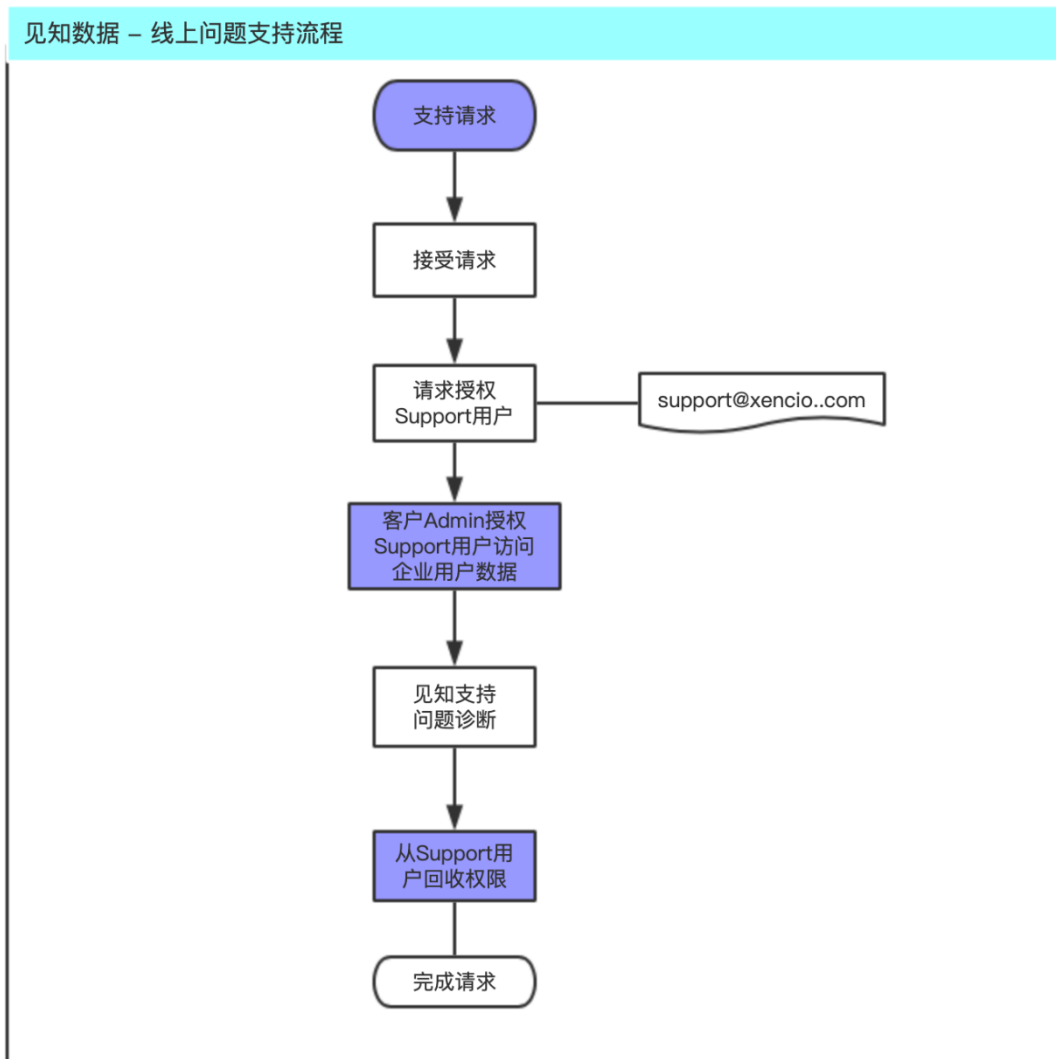 见知数据 – 线上问题支持流程
支持请求
接受请求
请求授权
Support用户
support@xencio..com
客户Admin授权
Support用户访问
企业用户数据
见知支持
问题诊断
从Support用
户回收权限
完成请求